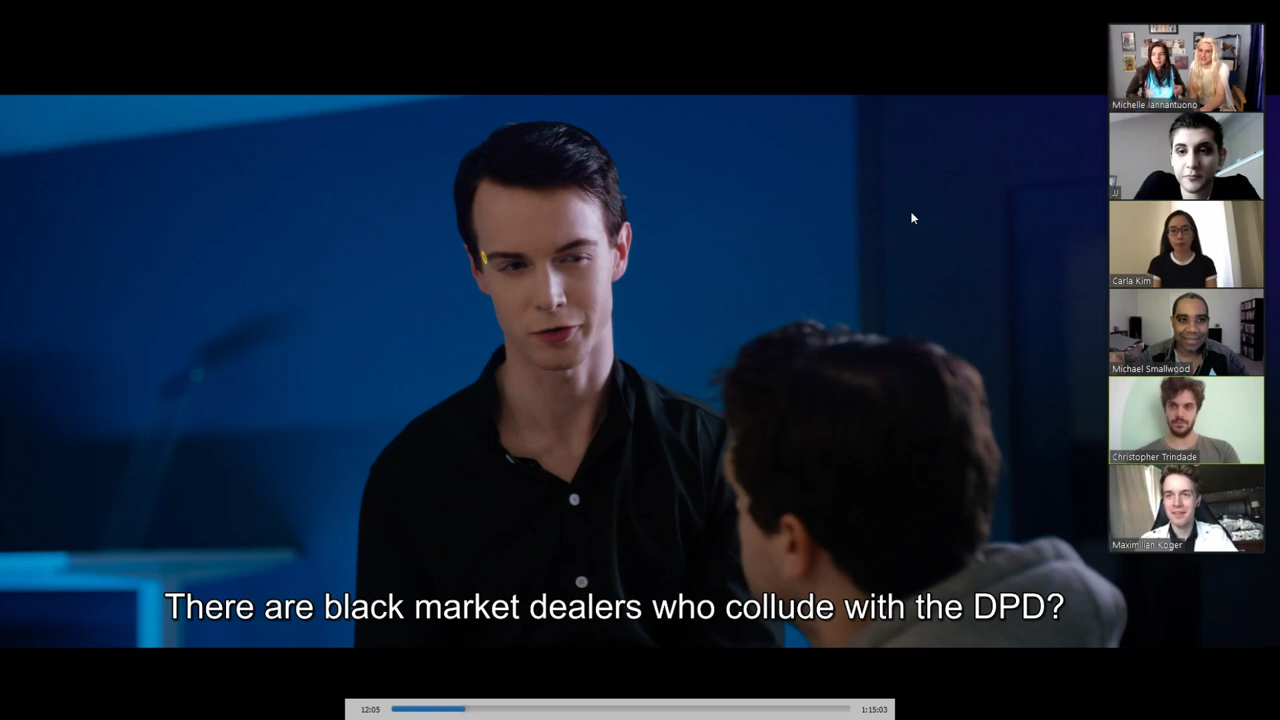 Michelle Iannantuono
JJ
Carla Kim
Michael Smallwood
Christopher Trindade
Maximilian Koger
There are black market dealers who collude with the DPD?
12:05
1:15:03